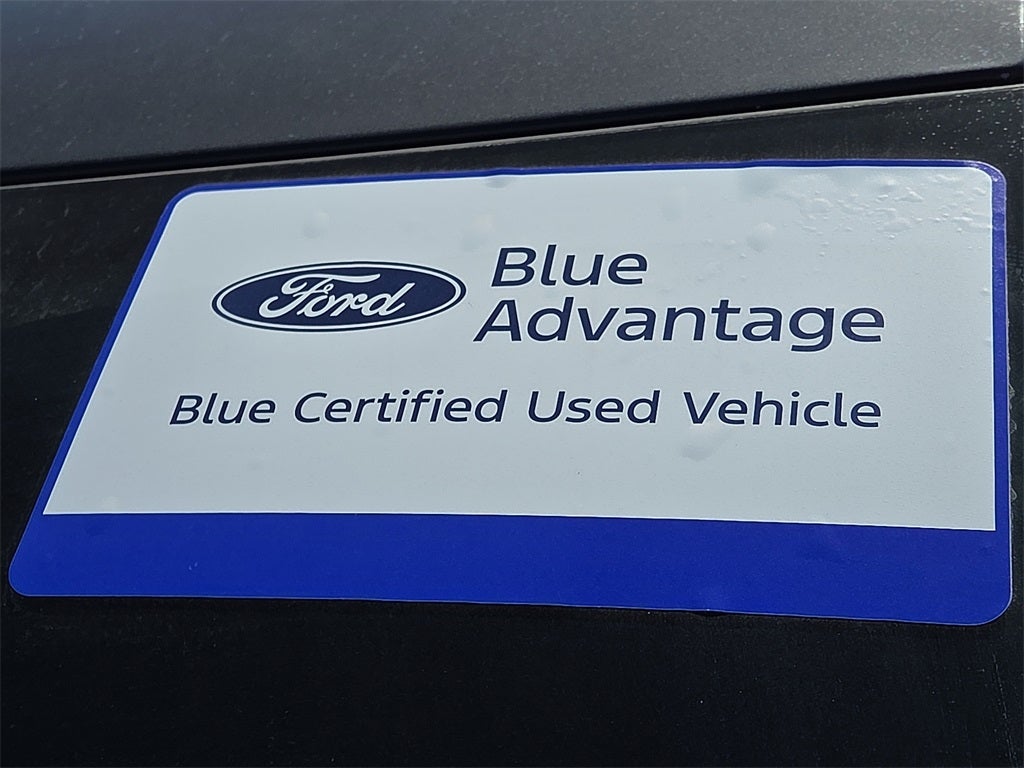 Ford
Blue
Advantage
Blue Certified Used Vehicle